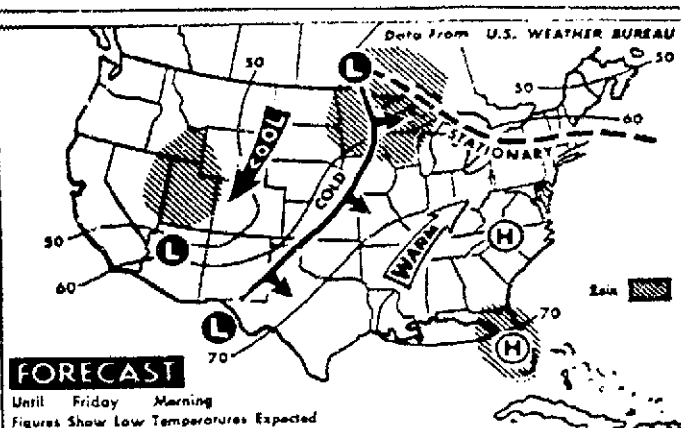 Data From U.S. WEATHER BUREAU
50
50
L
50
60
COOL
STATIONARY
COLD
50
L
H
60
WARM
Rain
L
70
70
H
FORECAST
Until Friday Morning
Figures Show Low Temperatures Expected